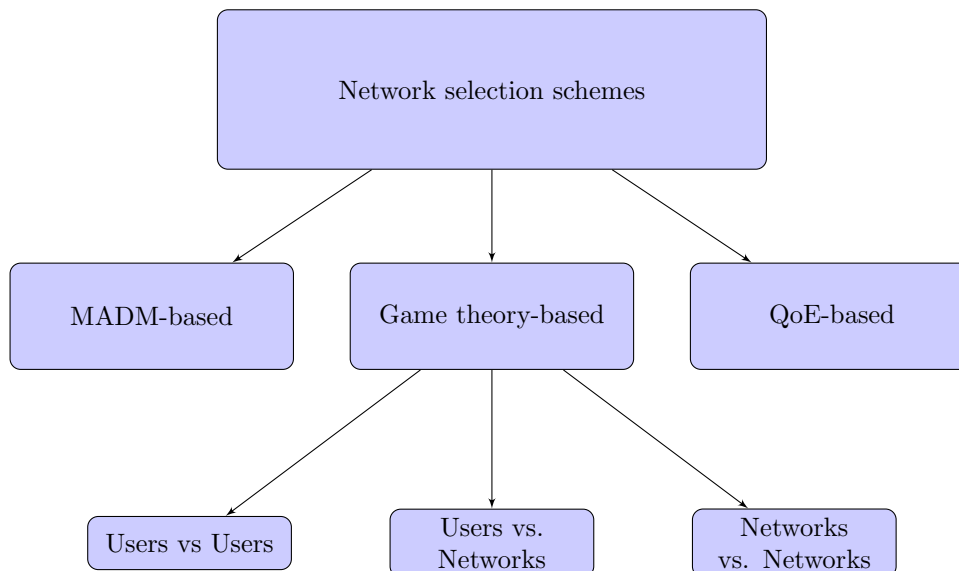 Network selection schemes
MADM-based
Game theory-based
QoE-based
Users vs Users
Users vs.
Networks
Networks
vs. Networks